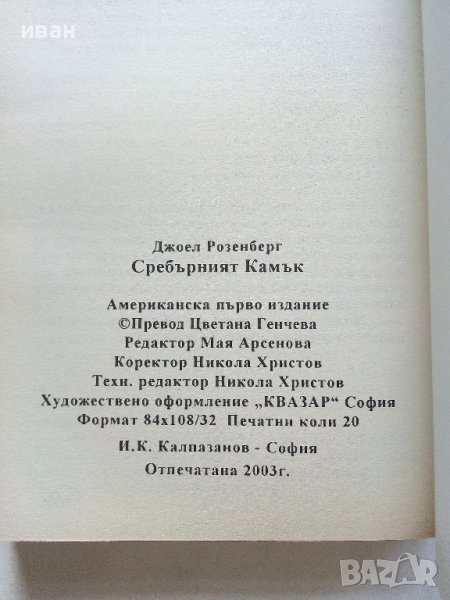 иван
Джоел Розенберг
Сребърният Камък
Американска първо издание
©Превод Цветана Генчева
Редактор Мая Арсенова
Коректор Никола Христов
Техн. редактор Никола Христов
Художествено оформление „КВАЗАР“ София
Формат 84х108/32 Печатни коли 20
И.К. Калпазанов - София
Отпечатана 2003г.
BAZAR